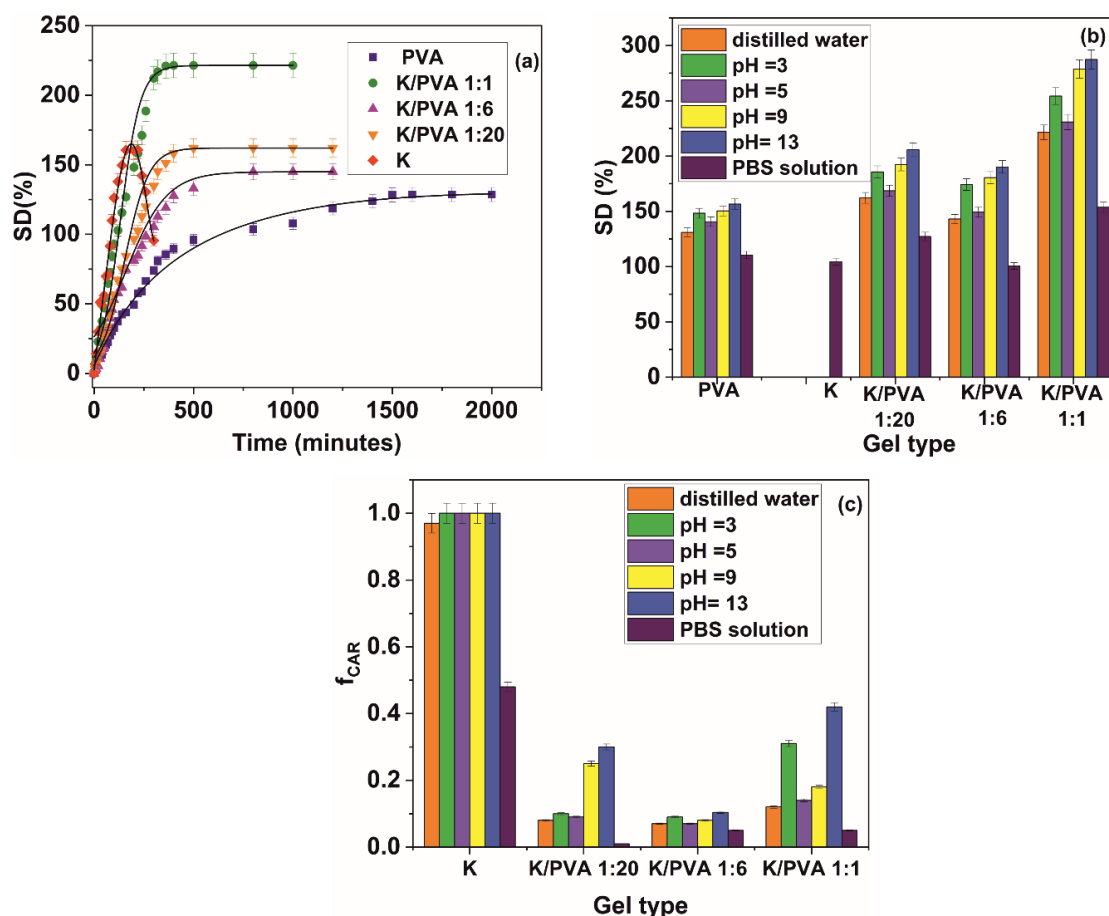 (a)
250
200
150
100
50
0
SD(%)
PVA
K/PVA 1:1
K/PVA 1:6
K/PVA 1:20
K
0
500
1000
1500
2000
Time (minutes)
(b)
300
250
200
150
100
50
0
SD (%)
distilled water
pH =3
pH =5
pH =9
pH= 13
PBS solution
PVA
K
K/PVA
1:20
K/PVA
1:6
K/PVA
1:1
Gel type
(c)
1.0
0.8
0.6
0.4
0.2
0.0
fCAR
distilled water
pH =3
pH =5
pH =9
pH= 13
PBS solution
K
K/PVA 1:20
K/PVA 1:6
K/PVA 1:1
Gel type